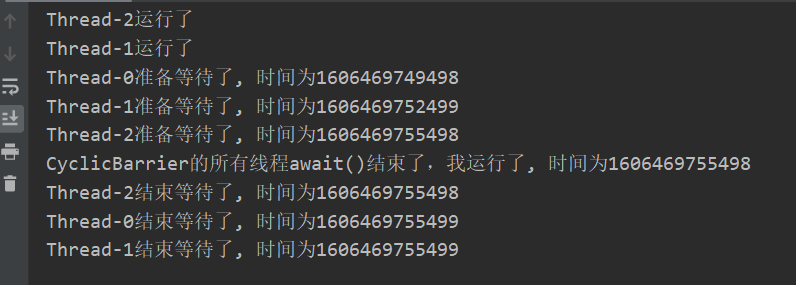 Thread-2运行了
Thread-1运行了
Thread-0准备等待了, 时间为1606469749498
Thread-1准备等待了, 时间为1606469752499
Thread-2准备等待了, 时间为1606469755498
CyclicBarrier的所有线程await()结束了，我运行了, 时间为1606469755498
Thread-2结束等待了, 时间为1606469755498
Thread-0结束等待了, 时间为1606469755499
Thread-1结束等待了, 时间为1606469755499